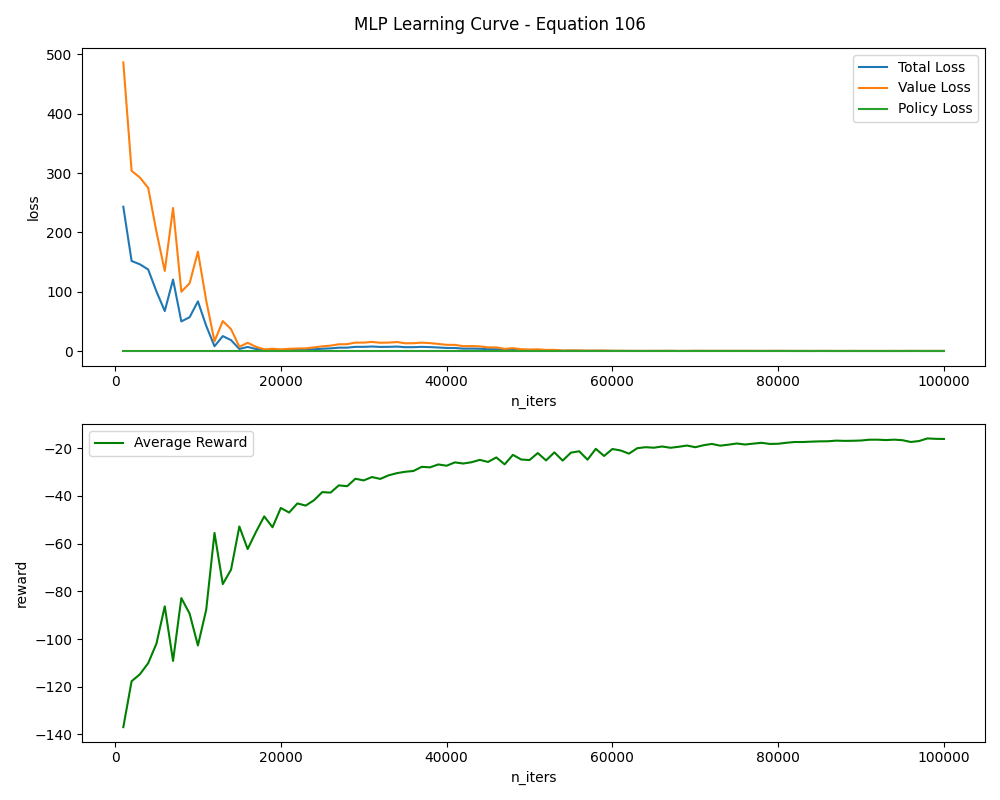 MLP Learning Curve - Equation 106
500
400
300
200
100
0
loss
Total Loss
Value Loss
Policy Loss
0 20000 40000 60000 80000 100000
n_iters
−20
−40
−60
−80
−100
−120
−140
reward
Average Reward
0 20000 40000 60000 80000 100000
n_iters